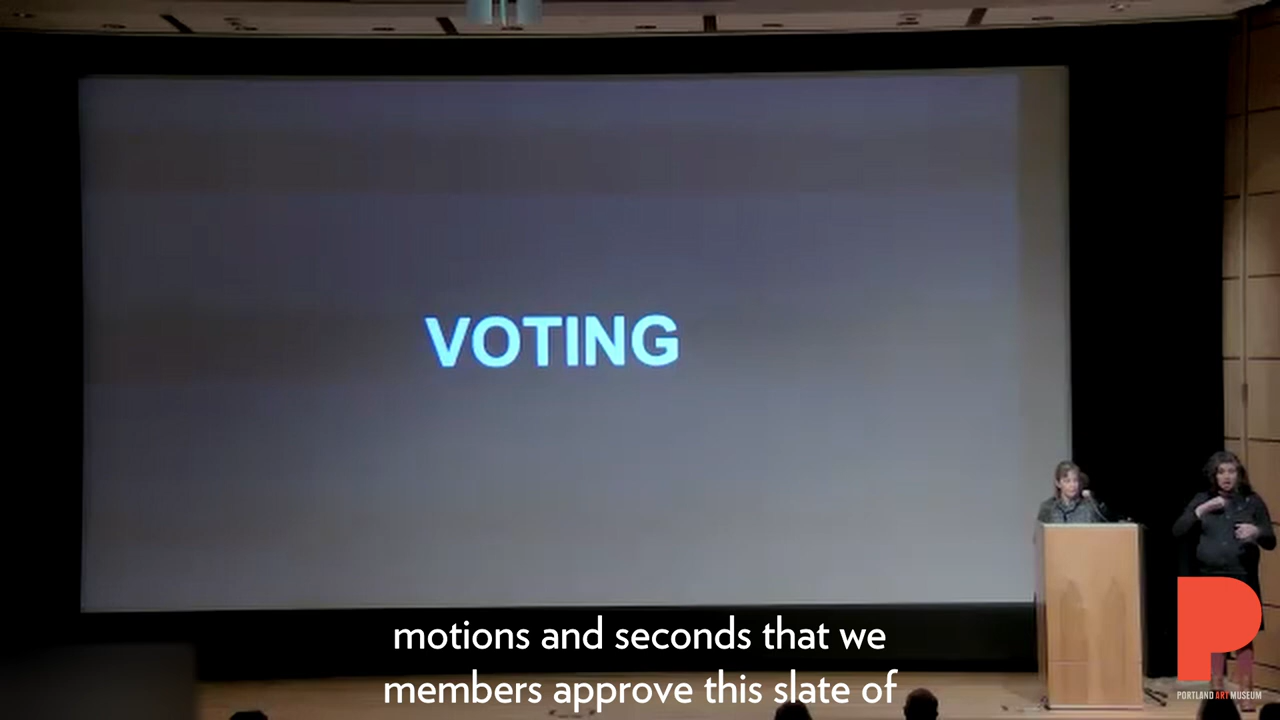 VOTING
motions and seconds that we
members approve this slate of
P
PORTLAND ART MUSEUM